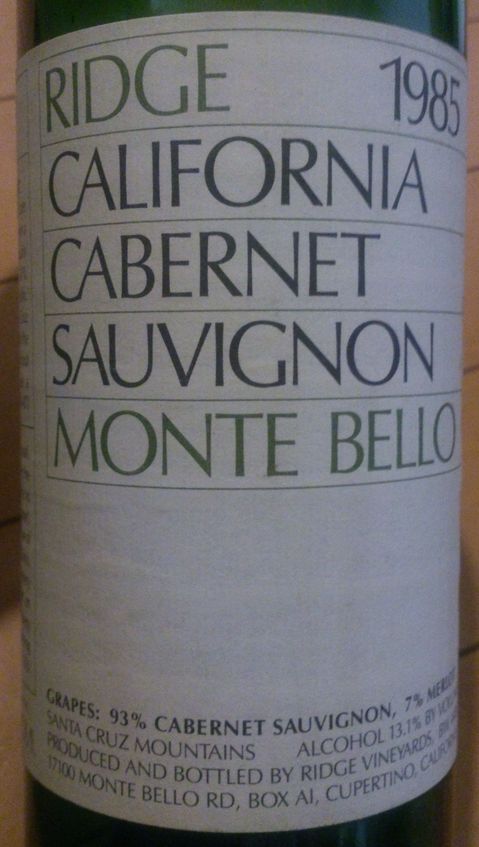 RIDGE 1985
CALIFORNIA
CABERNET
SAUVIGNON
MONTE BELLO
GRAPES: 93% CABERNET SAUVIGNON, 7% MERLOT
SANTA CRUZ MOUNTAINS ALCOHOL 13.1% BY
PRODUCED AND BOTTLED BY RIDGE VINEYARDS,
17100 MONTE BELLO RD, BOX AI, CUPERTINO,